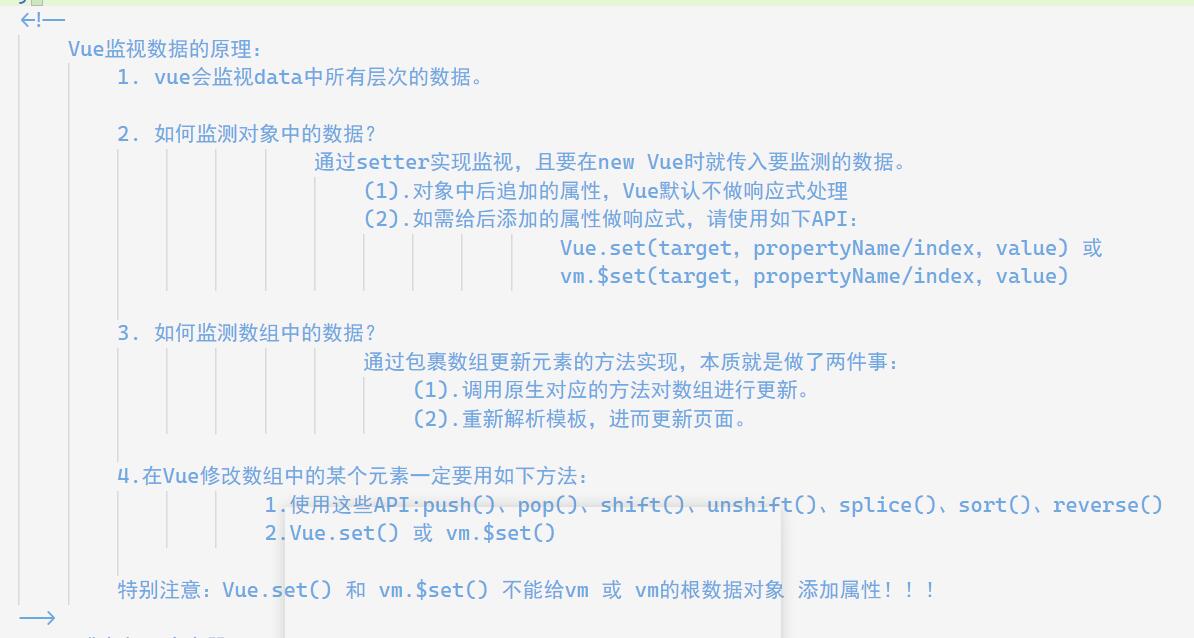 <!--
Vue监视数据的原理：
1. vue会监视data中所有层次的数据。
2. 如何监测对象中的数据？
通过setter实现监视，且要在new Vue时就传入要监测的数据。
(1).对象中后追加的属性，Vue默认不做响应式处理
(2).如需给后添加的属性做响应式，请使用如下API：
Vue.set(target，propertyName/index，value) 或
vm.$set(target，propertyName/index，value)
3. 如何监测数组中的数据？
通过包裹数组更新元素的方法实现，本质就是做了两件事：
(1).调用原生对应的方法对数组进行更新。
(2).重新解析模板，进而更新页面。
4.在Vue修改数组中的某个元素一定要用如下方法：
1.使用这些API:push()、pop()、shift()、unshift()、splice()、sort()、reverse()
2.Vue.set() 或 vm.$set()
特别注意：Vue.set() 和 vm.$set() 不能给vm 或 vm的根数据对象 添加属性！！！
-->